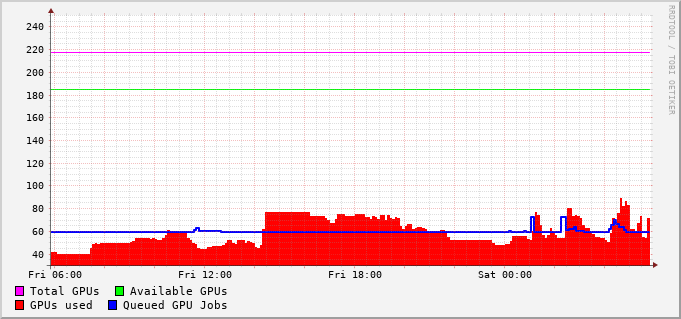 RRDTOOL / TOBI OETIKER
240
220
200
180
160
140
120
100
80
60
40
Fri 06:00 Fri 12:00 Fri 18:00 Sat 00:00
Total GPUs Available GPUs
GPUs used Queued GPU Jobs